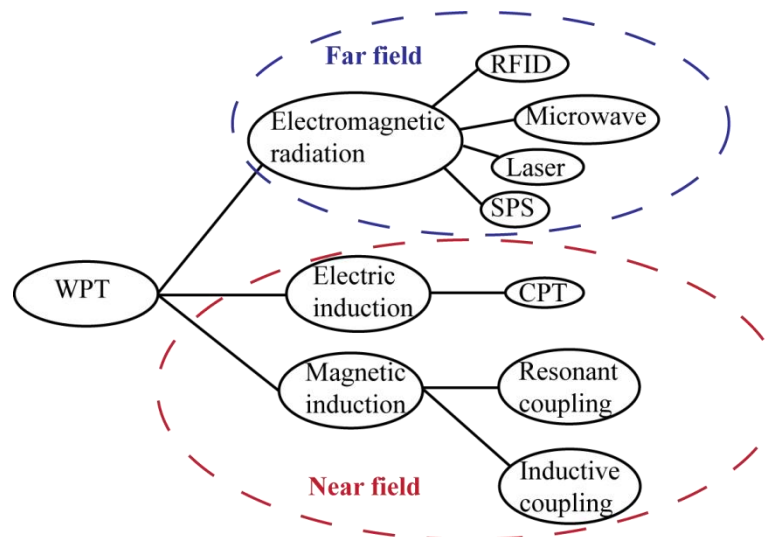 Far field
RFID
Electromagnetic
radiation
Microwave
Laser
SPS
WPT
Electric
induction
CPT
Magnetic
induction
Resonant
coupling
Inductive
coupling
Near field